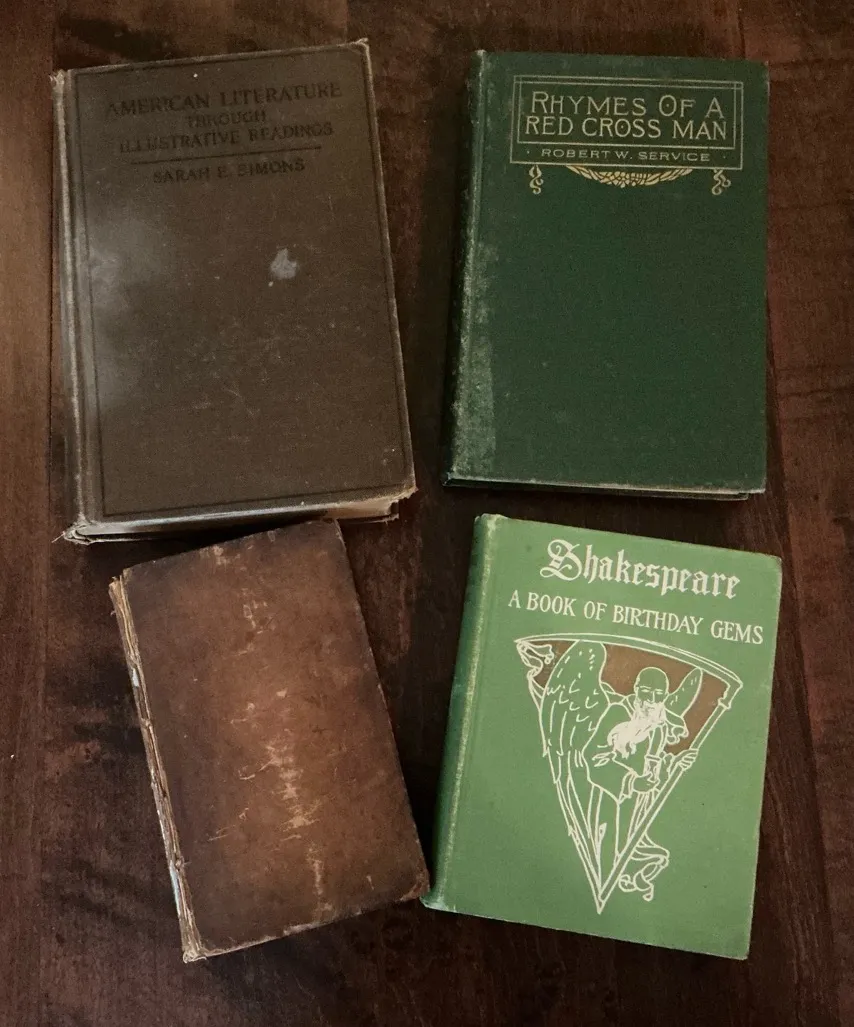 AMERICAN LITERATURE
THROUGH
ILLUSTRATIVE READINGS
SARAH E. SIMONS
RHYMES OF A
RED CROSS MAN
· ROBERT W. SERVICE ·
Shakespeare
A BOOK OF BIRTHDAY GEMS